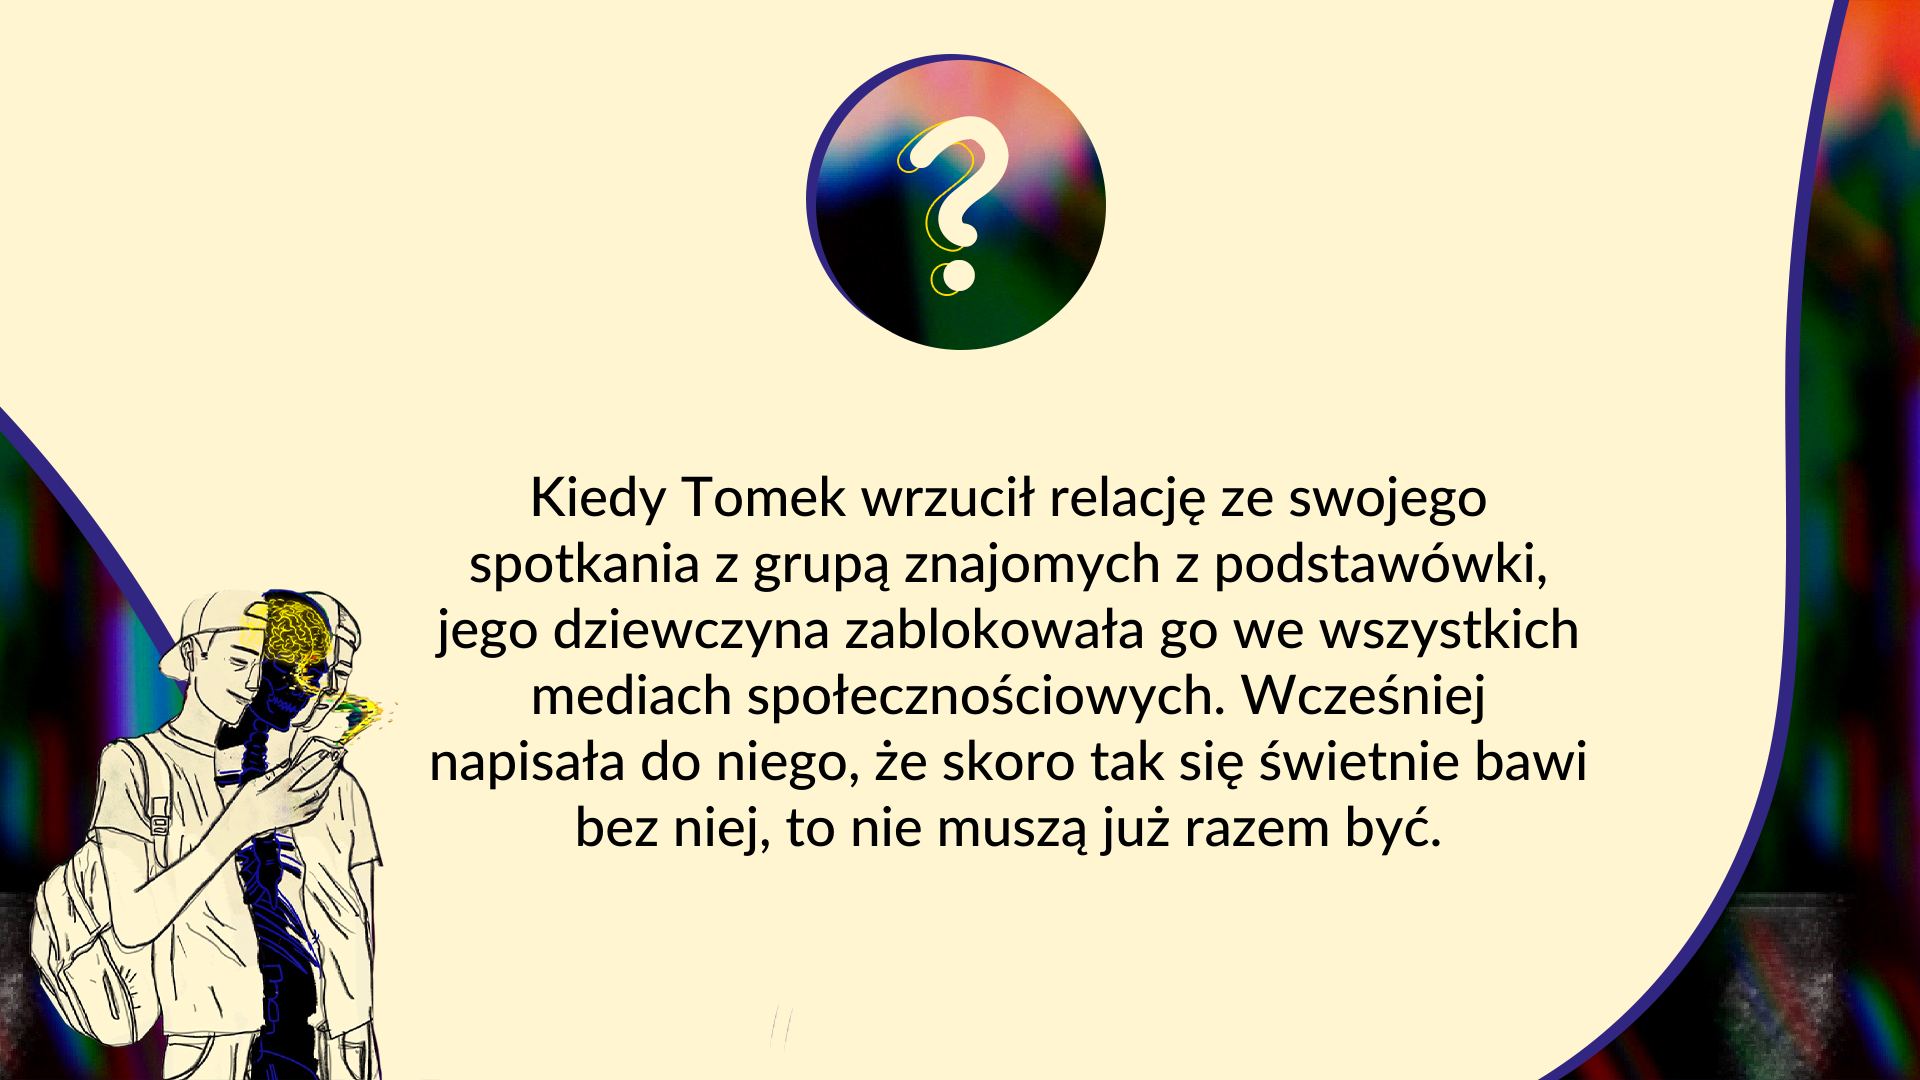 ?
Kiedy Tomek wrzucił relację ze swojego
spotkania z grupą znajomych z podstawówki,
jego dziewczyna zablokowała go we wszystkich
mediach społecznościowych. Wcześniej
napisała do niego, że skoro tak się świetnie bawi
bez niej, to nie muszą już razem być.